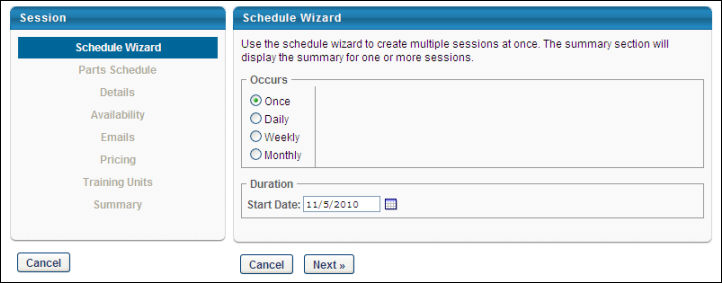 Session
Schedule Wizard
Parts Schedule
Details
Availability
Emails
Pricing
Training Units
Summary
Cancel
Schedule Wizard
Use the schedule wizard to create multiple sessions at once. The summary section will
display the summary for one or more sessions.
Occurs
Once
Daily
Weekly
Monthly
Duration
Start Date: 11/5/2010
Cancel Next »